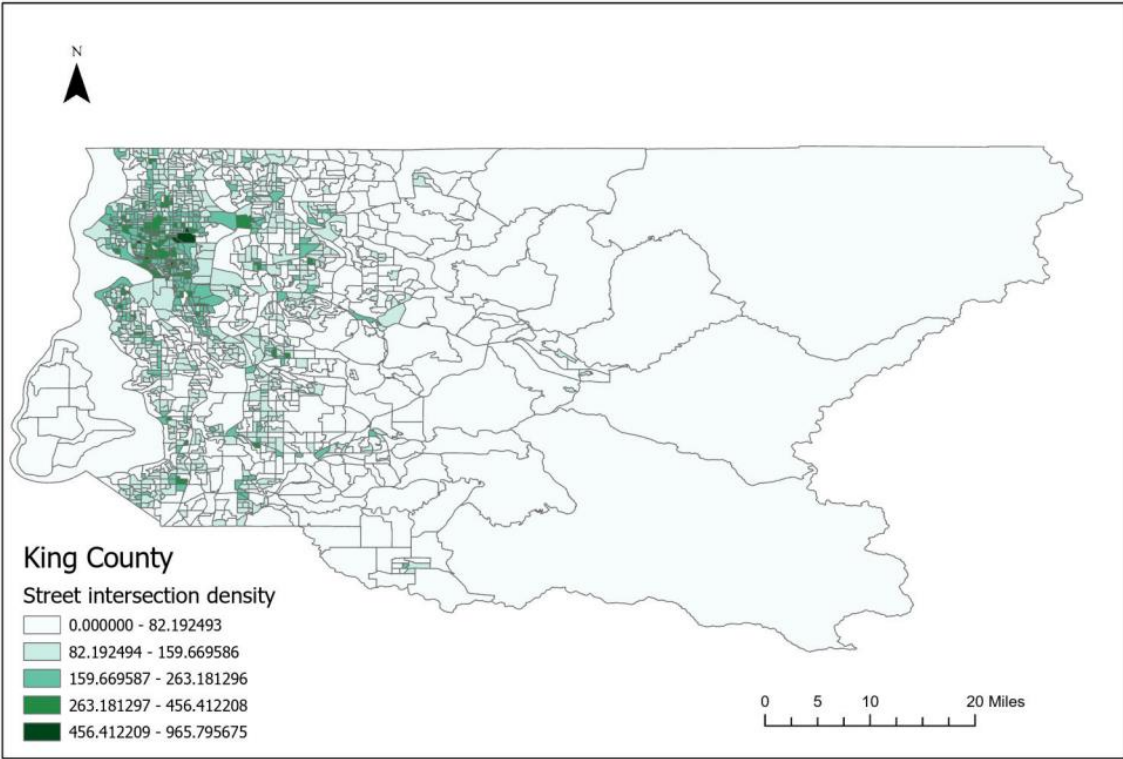 N
King County
Street intersection density
0.000000 - 82.192493
82.192494 - 159.669586
159.669587 - 263.181296
263.181297 - 456.412208
456.412209 - 965.795675
0 5 10 20 Miles